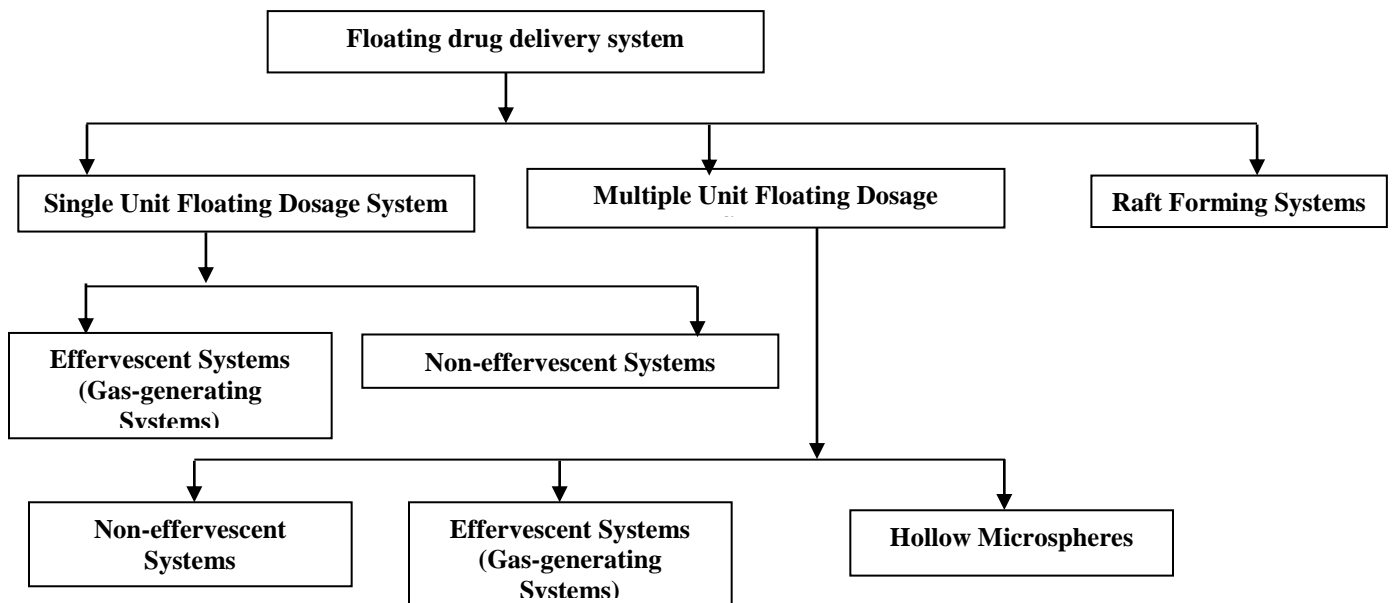 Floating drug delivery system
Single Unit Floating Dosage System
Multiple Unit Floating Dosage
Raft Forming Systems
Effervescent Systems
(Gas-generating
Systems)
Non-effervescent Systems
Non-effervescent
Systems
Effervescent Systems
(Gas-generating
Systems)
Hollow Microspheres